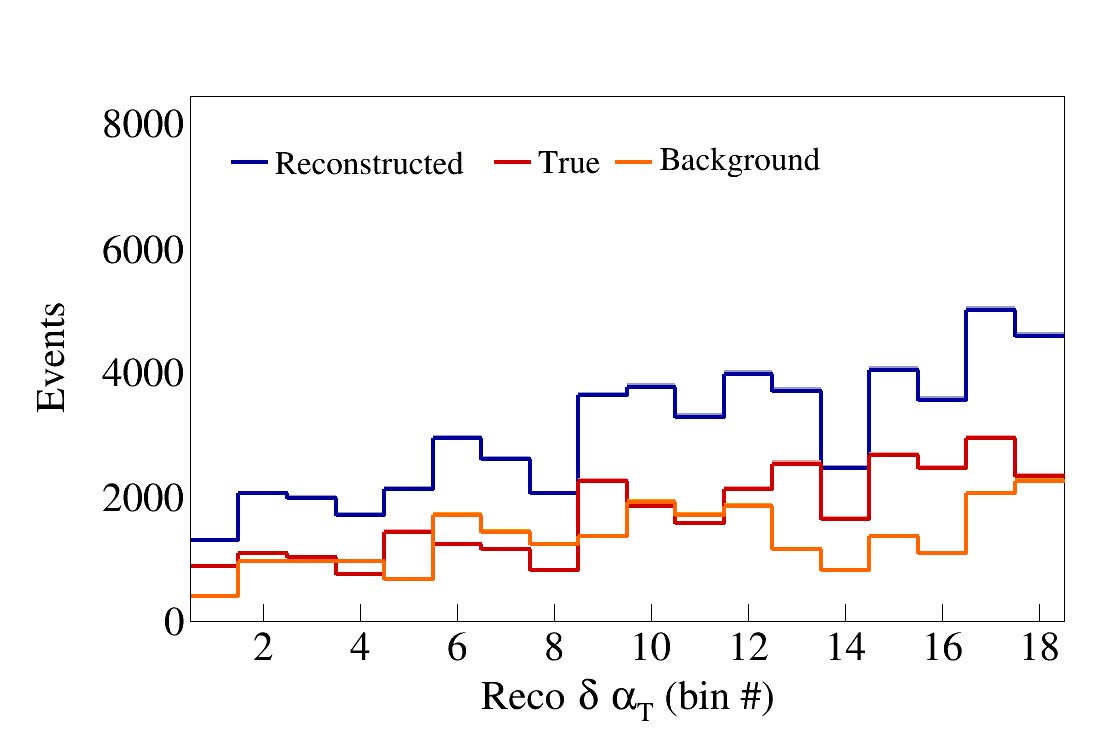 8000
Reconstructed True Background
6000
4000
2000
0
Events
2 4 6 8 10 12 14 16 18
Reco δ αT (bin #)